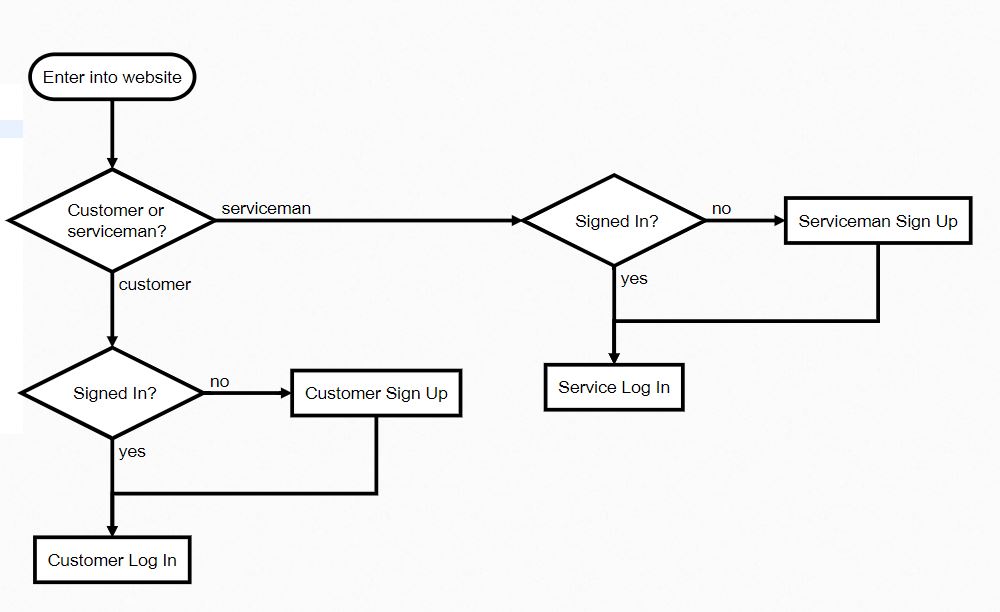 Enter into website
Customer or
serviceman?
serviceman
Signed In?
no
Serviceman Sign Up
yes
Service Log In
customer
Signed In?
no
Customer Sign Up
yes
Customer Log In